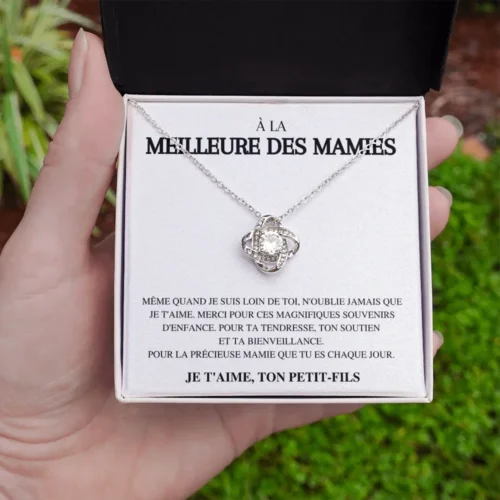 À LA
MEILLEURE DES MAMIES
MÊME QUAND JE SUIS LOIN DE TOI, N'OUBLIE JAMAIS QUE
JE T'AIME. MERCI POUR CES MAGNIFIQUES SOUVENIRS
D'ENFANCE. POUR TA TENDRESSE, TON SOUTIEN
ET TA BIENVEILLANCE.
POUR LA PRÉCIEUSE MAMIE QUE TU ES CHAQUE JOUR.
JE T'AIME, TON PETIT-FILS